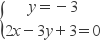 y = −3
2x − 3y + 3 = 0